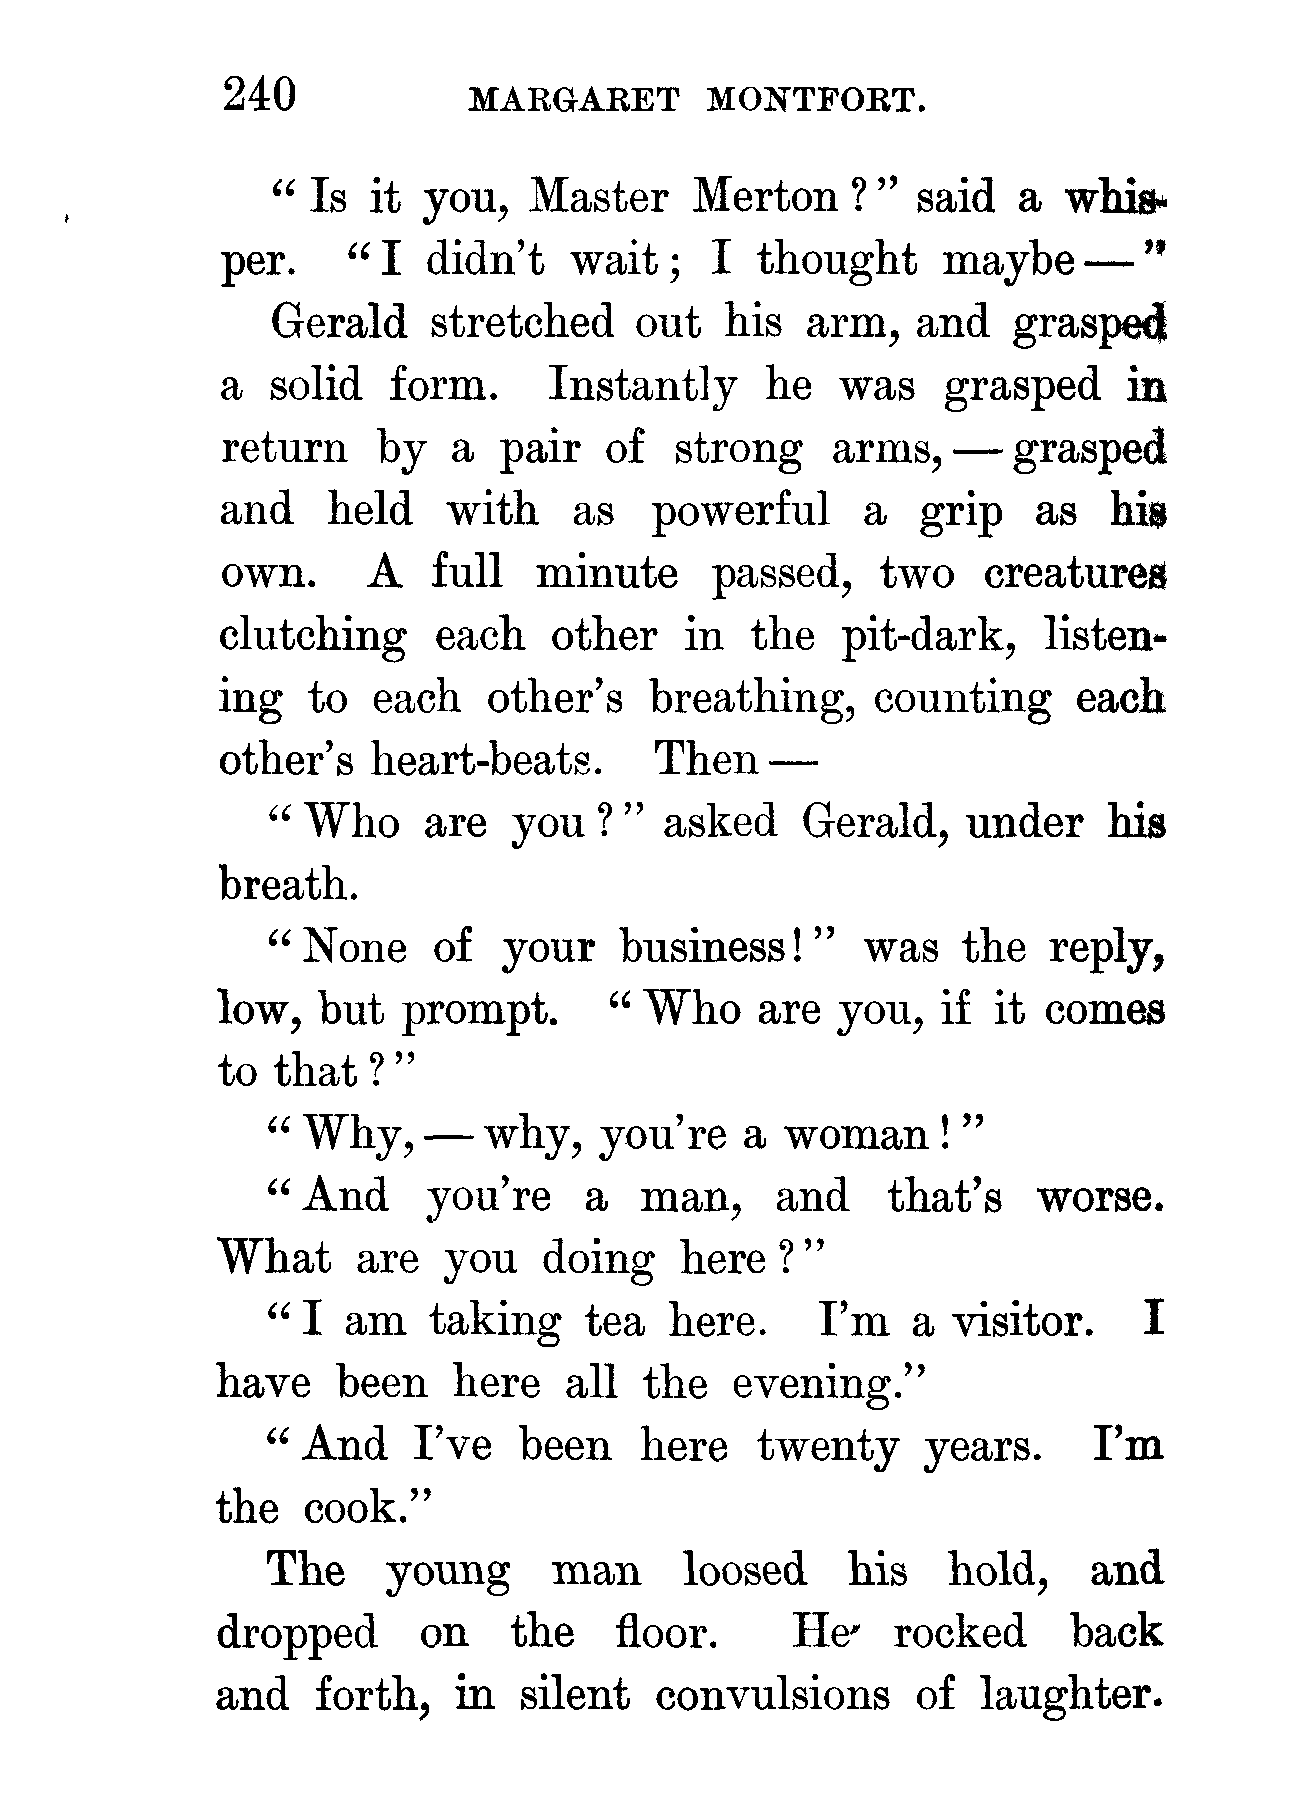 240 MARGARET MONTFORT.
“ Is it you, Master Merton ? ” said a whis-
per. “ I didn’t wait ; I thought maybe — ”
Gerald stretched out his arm, and grasped
a solid form. Instantly he was grasped in
return by a pair of strong arms, — grasped
and held with as powerful a grip as his
own. A full minute passed, two creatures
clutching each other in the pit-dark, listen-
ing to each other’s breathing, counting each
other’s heart-beats. Then —
“ Who are you ? ” asked Gerald, under his
breath.
“ None of your business! ” was the reply,
low, but prompt. “ Who are you, if it comes
to that ? ”
“ Why, — why, you’re a woman ! ”
“ And you’re a man, and that’s worse.
What are you doing here ? ”
“ I am taking tea here. I’m a visitor. I
have been here all the evening.”
“ And I’ve been here twenty years. I’m
the cook.”
The young man loosed his hold, and
dropped on the floor. He rocked back
and forth, in silent convulsions of laughter.